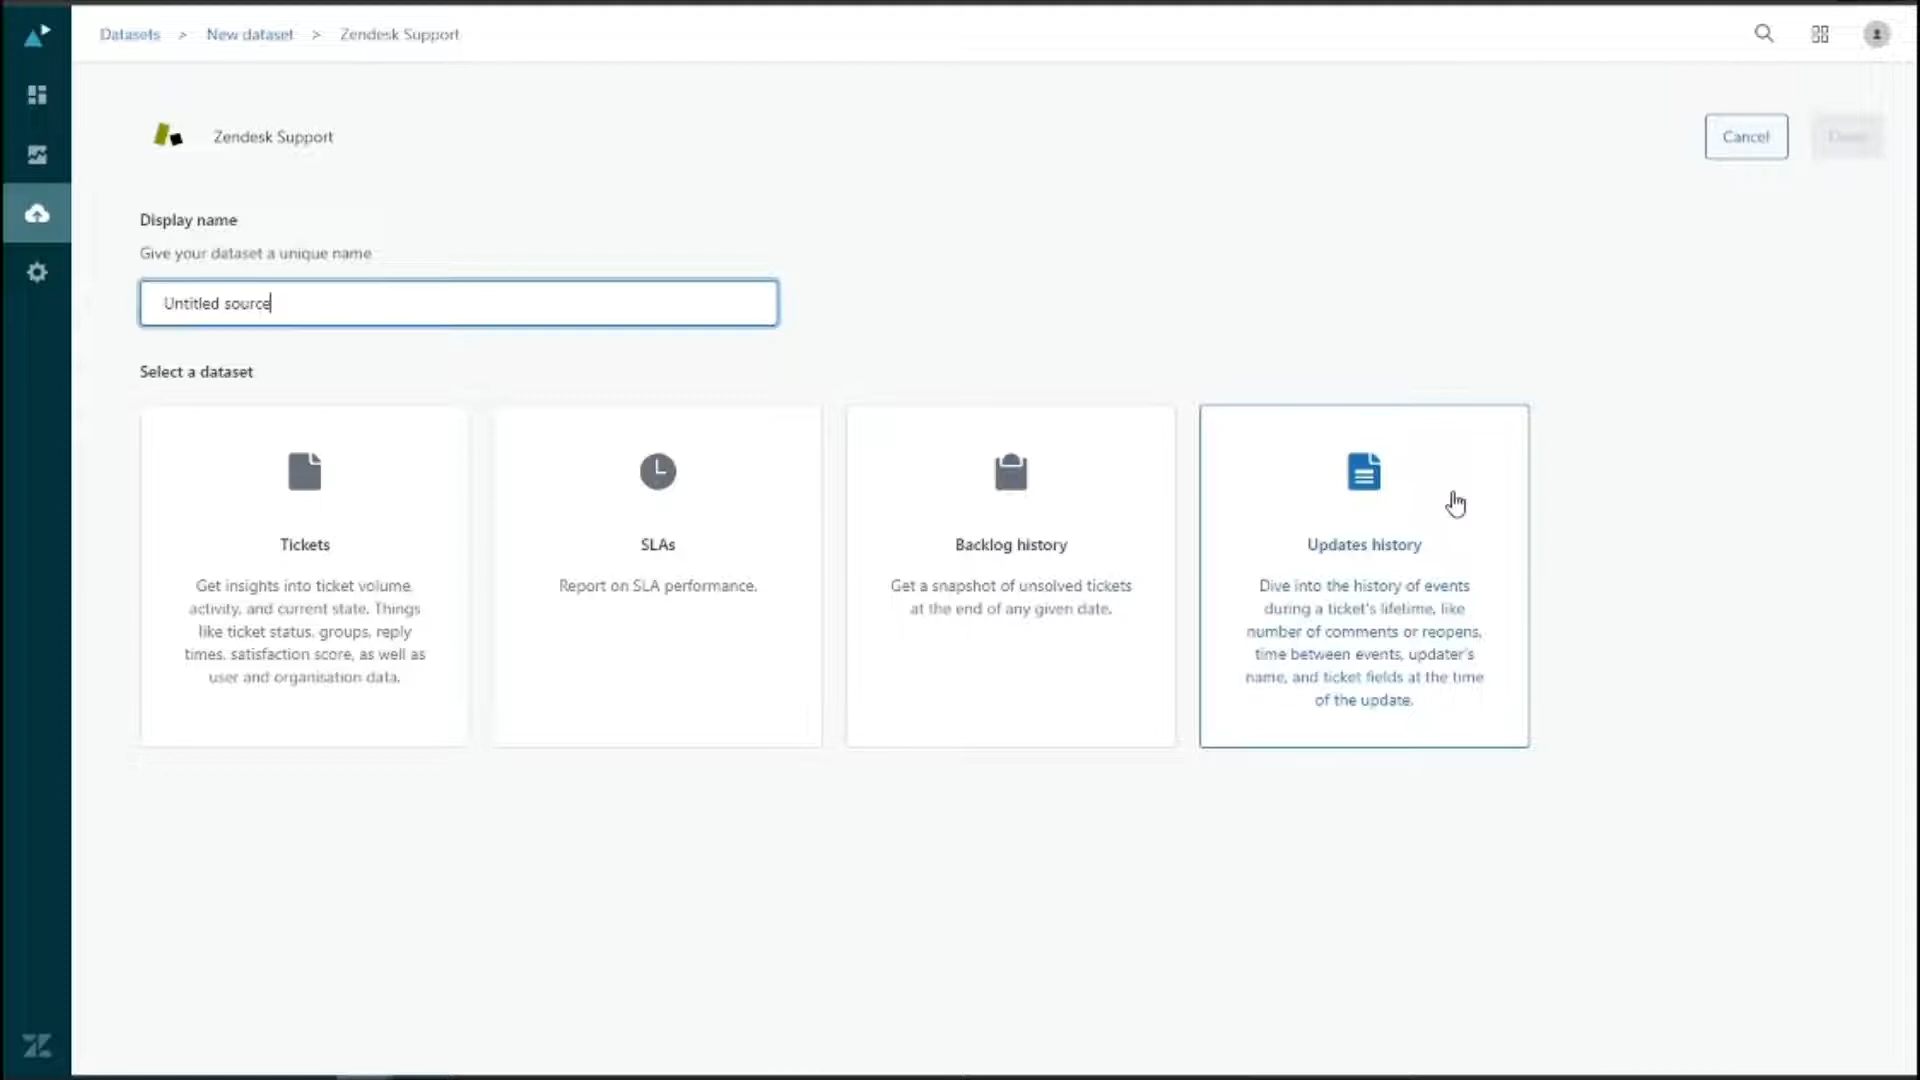 Datasets > New dataset > Zendesk Support
Zendesk Support
Cancel
Display name
Give your dataset a unique name
Untitled source
Select a dataset
Tickets
Get insights into ticket volume,
activity, and current state. Things
like ticket status, groups, reply
times, satisfaction score, as well as
user and organisation data.
SLAs
Report on SLA performance.
Backlog history
Get a snapshot of unsolved tickets
at the end of any given date.
Updates history
Dive into the history of events
during a ticket's lifetime, like
number of comments or reopens,
time between events, updater's
name, and ticket fields at the time
of the update.